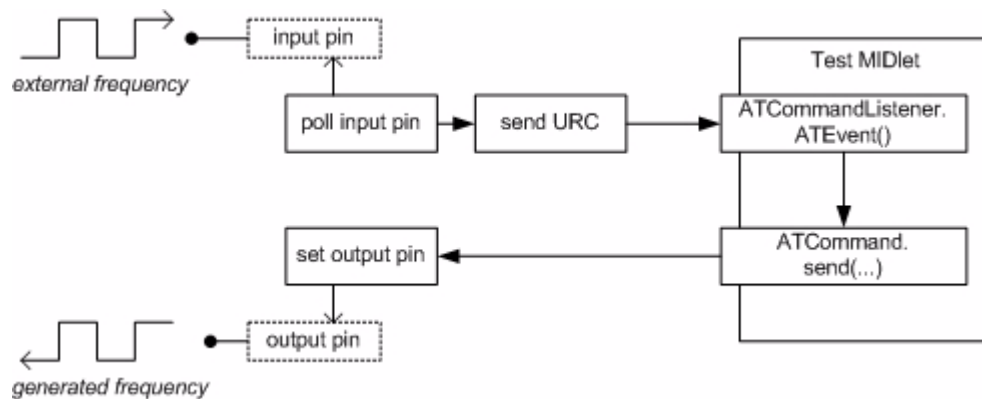 input pin
external frequency
Test MIDlet
poll input pin
send URC
ATCommandListener.
ATEvent()
set output pin
ATCommand.
send(...)
output pin
generated frequency